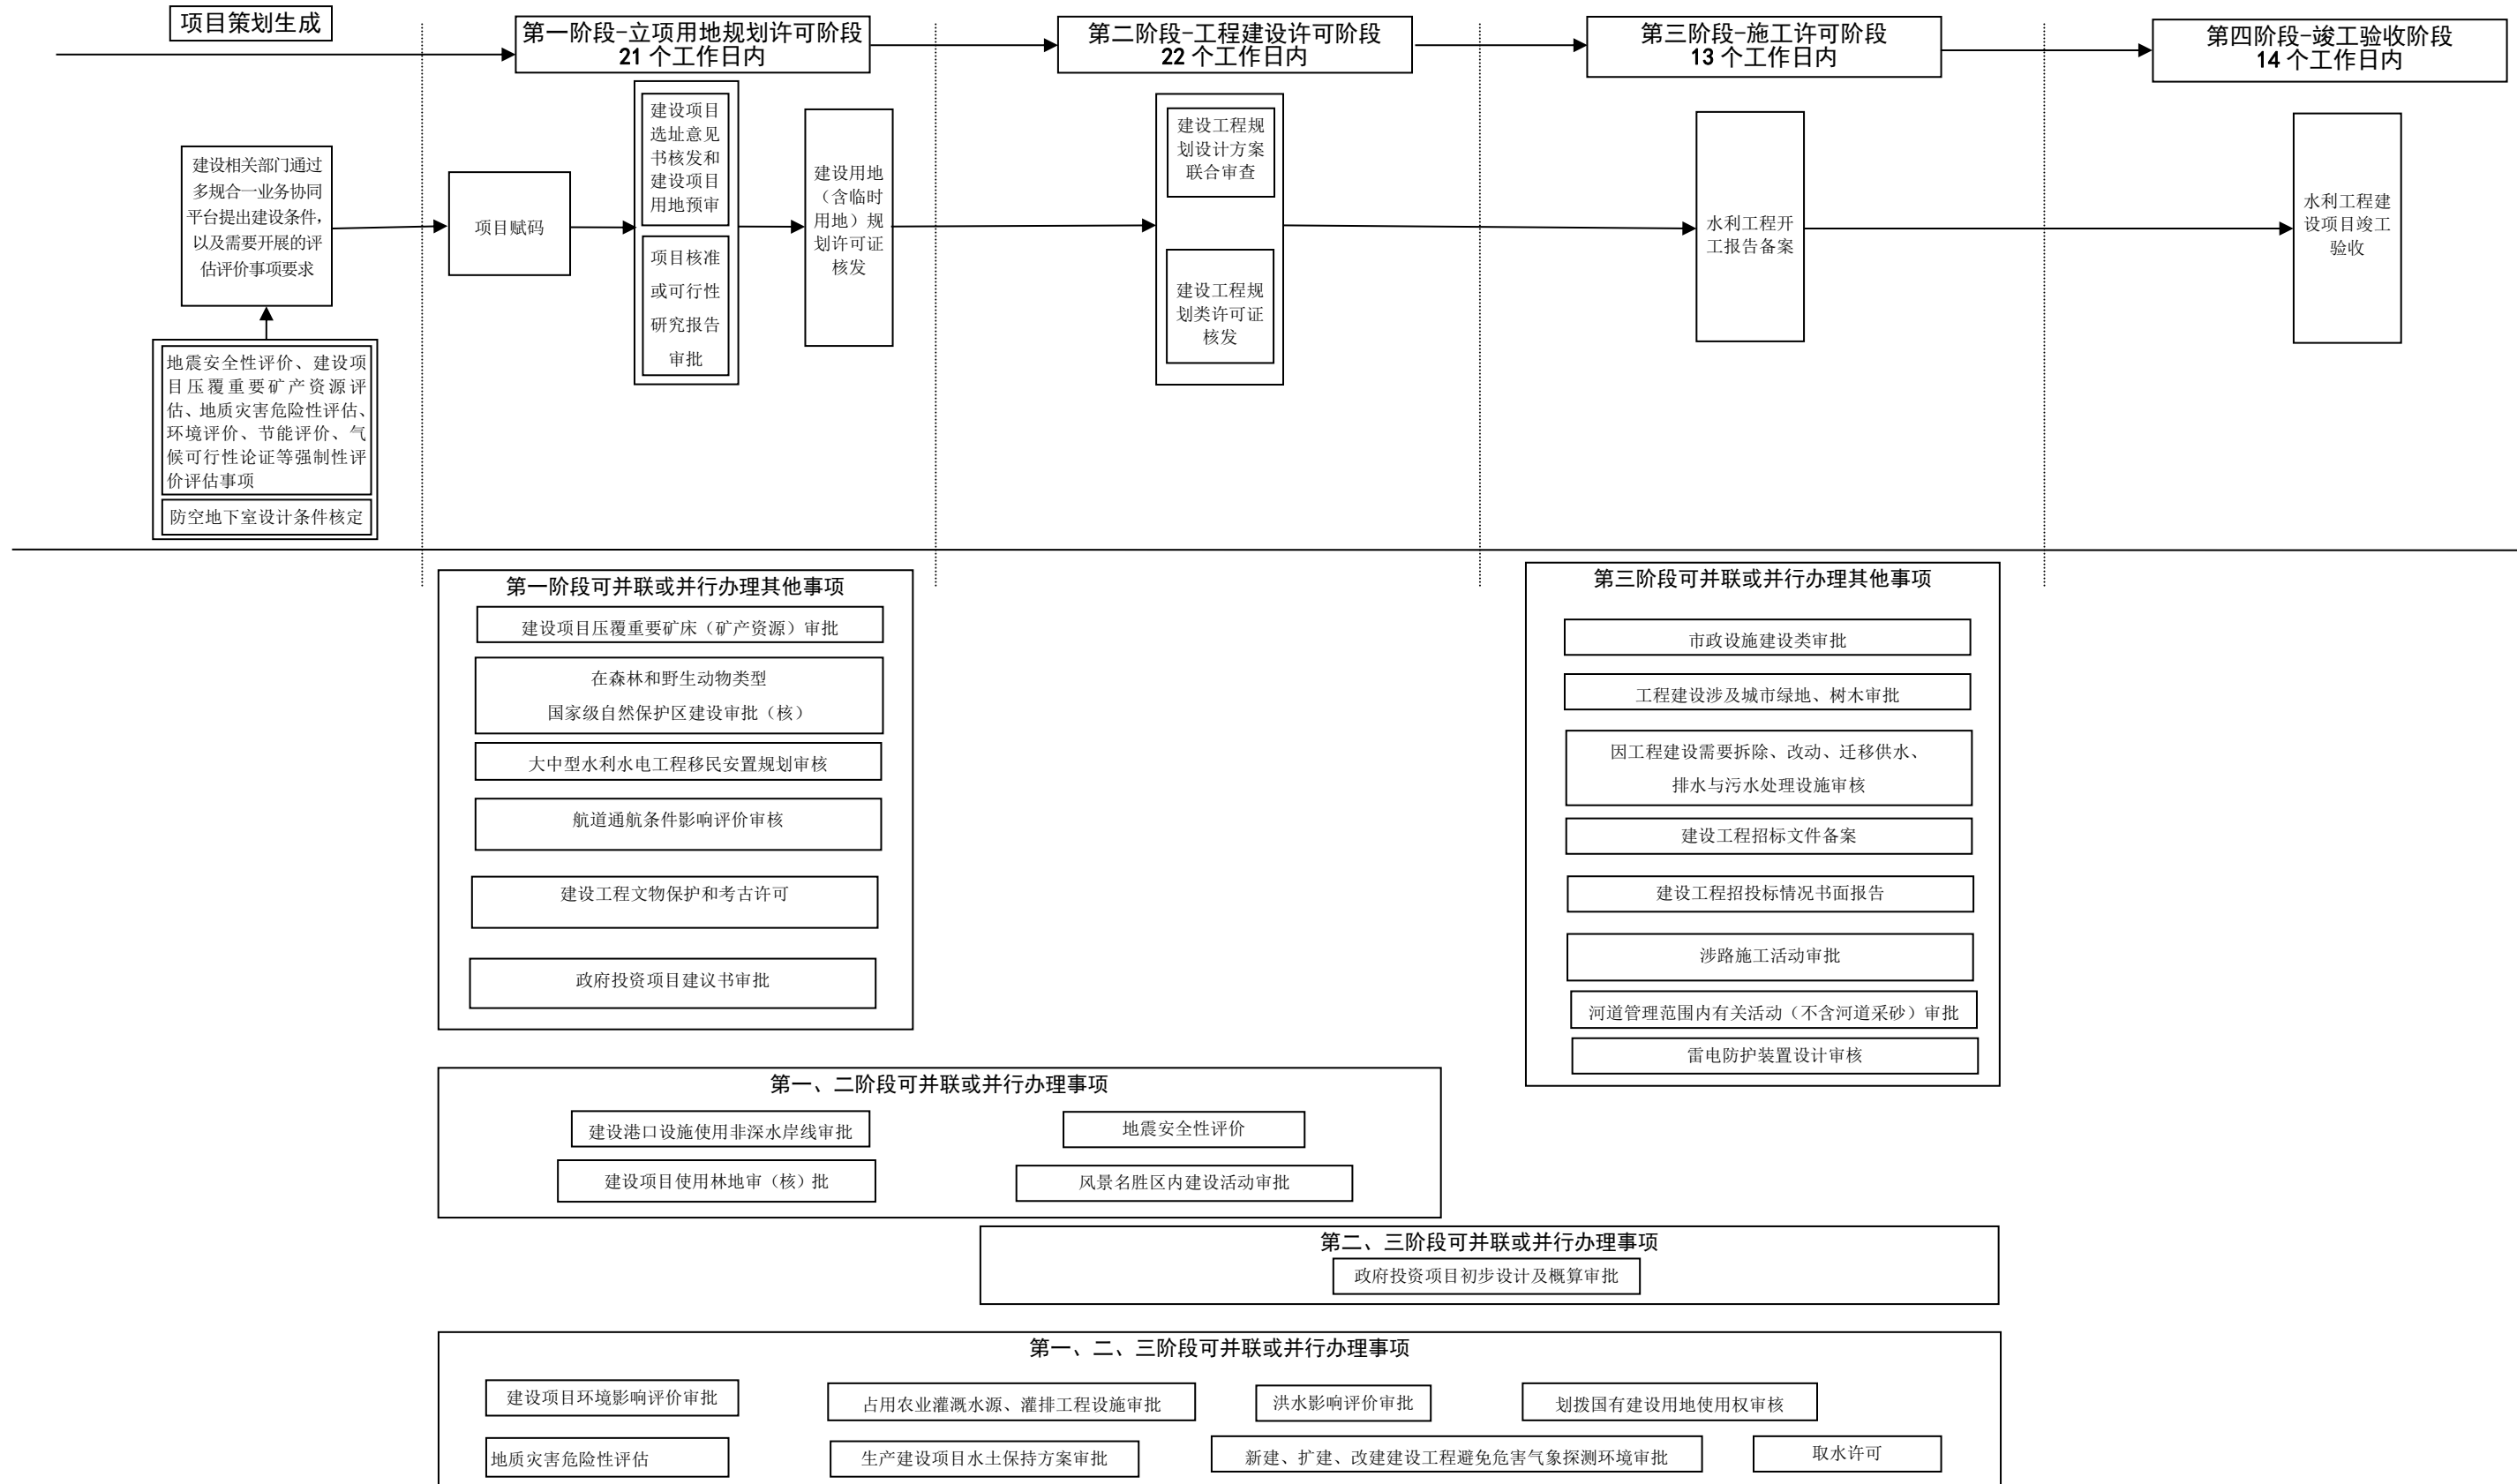 项目策划生成
第一阶段-立项用地规划许可阶段
21 个工作日内
第二阶段-工程建设许可阶段
22 个工作日内
第三阶段-施工许可阶段
13 个工作日内
第四阶段-竣工验收阶段
14 个工作日内
建设相关部门通过
多规合一业务协同
平台提出建设条件，
以及需要开展的评
估评价事项要求
地震安全性评价、建设项
目压覆重要矿产资源评
估、地质灾害危险性评估、
环境评价、节能评价、气
候可行性论证等强制性评
价评估事项
防空地下室设计条件核定
项目赋码
建设项目
选址意见
书核发和
建设项目
用地预审
项目核准
或可行性
研究报告
审批
建设用地
（含临时
用地）规
划许可证
核发
建设工程规
划设计方案
联合审查
建设工程规
划类许可证
核发
水利工程开
工报告备案
水利工程建
设项目竣工
验收
第一阶段可并联或并行办理其他事项
建设项目压覆重要矿床（矿产资源）审批
在森林和野生动物类型
国家级自然保护区建设审批（核）
大中型水利水电工程移民安置规划审核
航道通航条件影响评价审核
建设工程文物保护和考古许可
政府投资项目建议书审批
第三阶段可并联或并行办理其他事项
市政设施建设类审批
工程建设涉及城市绿地、树木审批
因工程建设需要拆除、改动、迁移供水、
排水与污水处理设施审核
建设工程招标文件备案
建设工程招投标情况书面报告
涉路施工活动审批
河道管理范围内有关活动（不含河道采砂）审批
雷电防护装置设计审核
第一、二阶段可并联或并行办理事项
建设港口设施使用非深水岸线审批
地震安全性评价
建设项目使用林地审（核）批
风景名胜区内建设活动审批
第二、三阶段可并联或并行办理事项
政府投资项目初步设计及概算审批
第一、二、三阶段可并联或并行办理事项
建设项目环境影响评价审批
占用农业灌溉水源、灌排工程设施审批
洪水影响评价审批
划拨国有建设用地使用权审核
地质灾害危险性评估
生产建设项目水土保持方案审批
新建、扩建、改建建设工程避免危害气象探测环境审批
取水许可